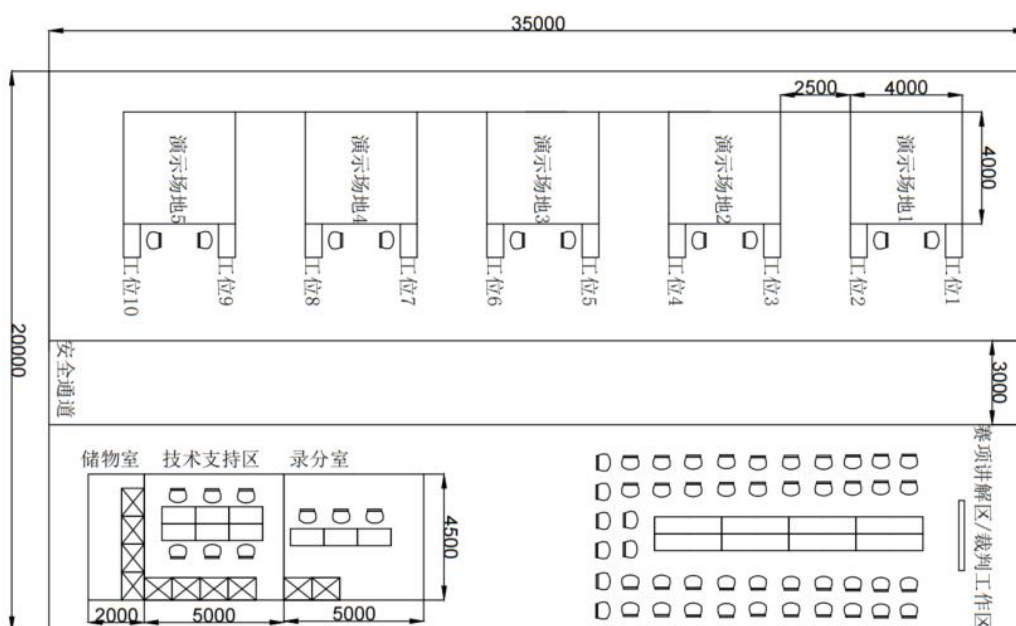 35000
2500
4000
4000
演示场地5
演示场地4
演示场地3
演示场地2
演示场地1
工位10
工位9
工位8
工位7
工位6
工位5
工位4
工位3
工位2
工位1
20000
安全通道
3000
储物室
技术支持区
录分室
赛项讲解区/裁判工作区
4500
2000
5000
5000